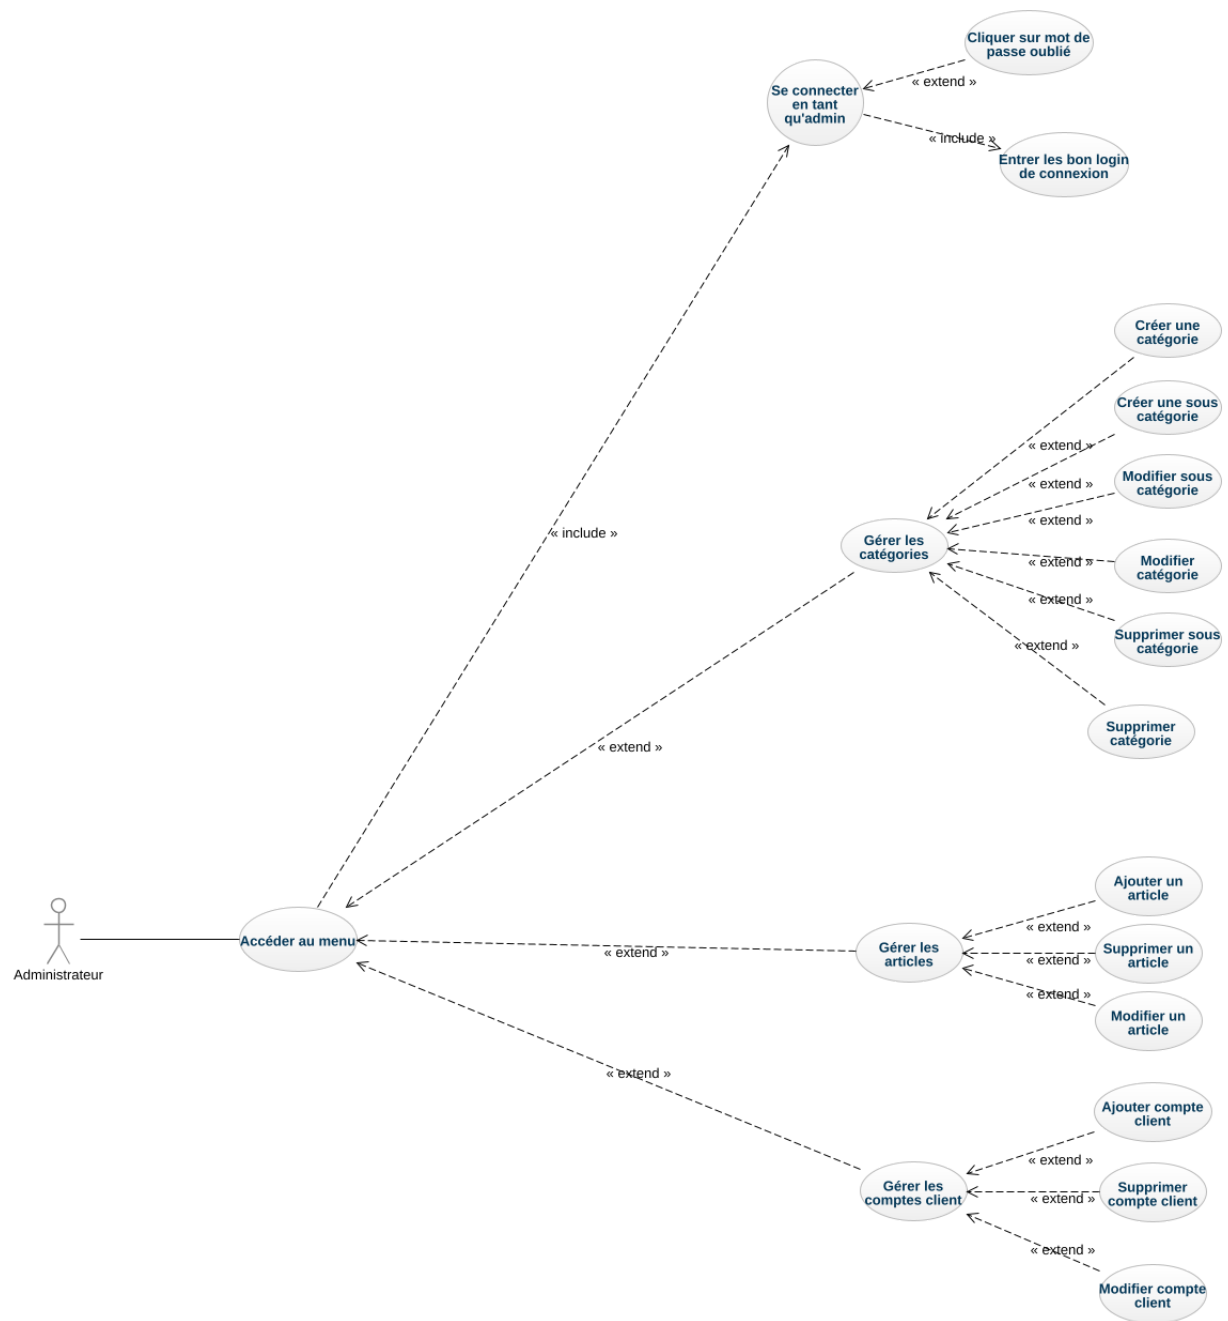 Cliquer sur mot de
passe oublié
« extend »
Se connecter
en tant
qu'admin
« include »
Entrer les bon login
de connexion
« include »
Créer une
catégorie
Créer une sous
catégorie
« extend »
Modifier sous
catégorie
« extend »
« extend »
Gérer les
catégories
Modifier
catégorie
« extend »
« extend »
Supprimer sous
catégorie
« extend »
Supprimer
catégorie
« extend »
Administrateur
Accéder au menu
« extend »
Gérer les
articles
Ajouter un
article
« extend »
Supprimer un
article
« extend »
« extend »
Modifier un
article
« extend »
Gérer les
comptes client
Ajouter compte
client
« extend »
Supprimer
compte client
« extend »
« extend »
Modifier compte
client